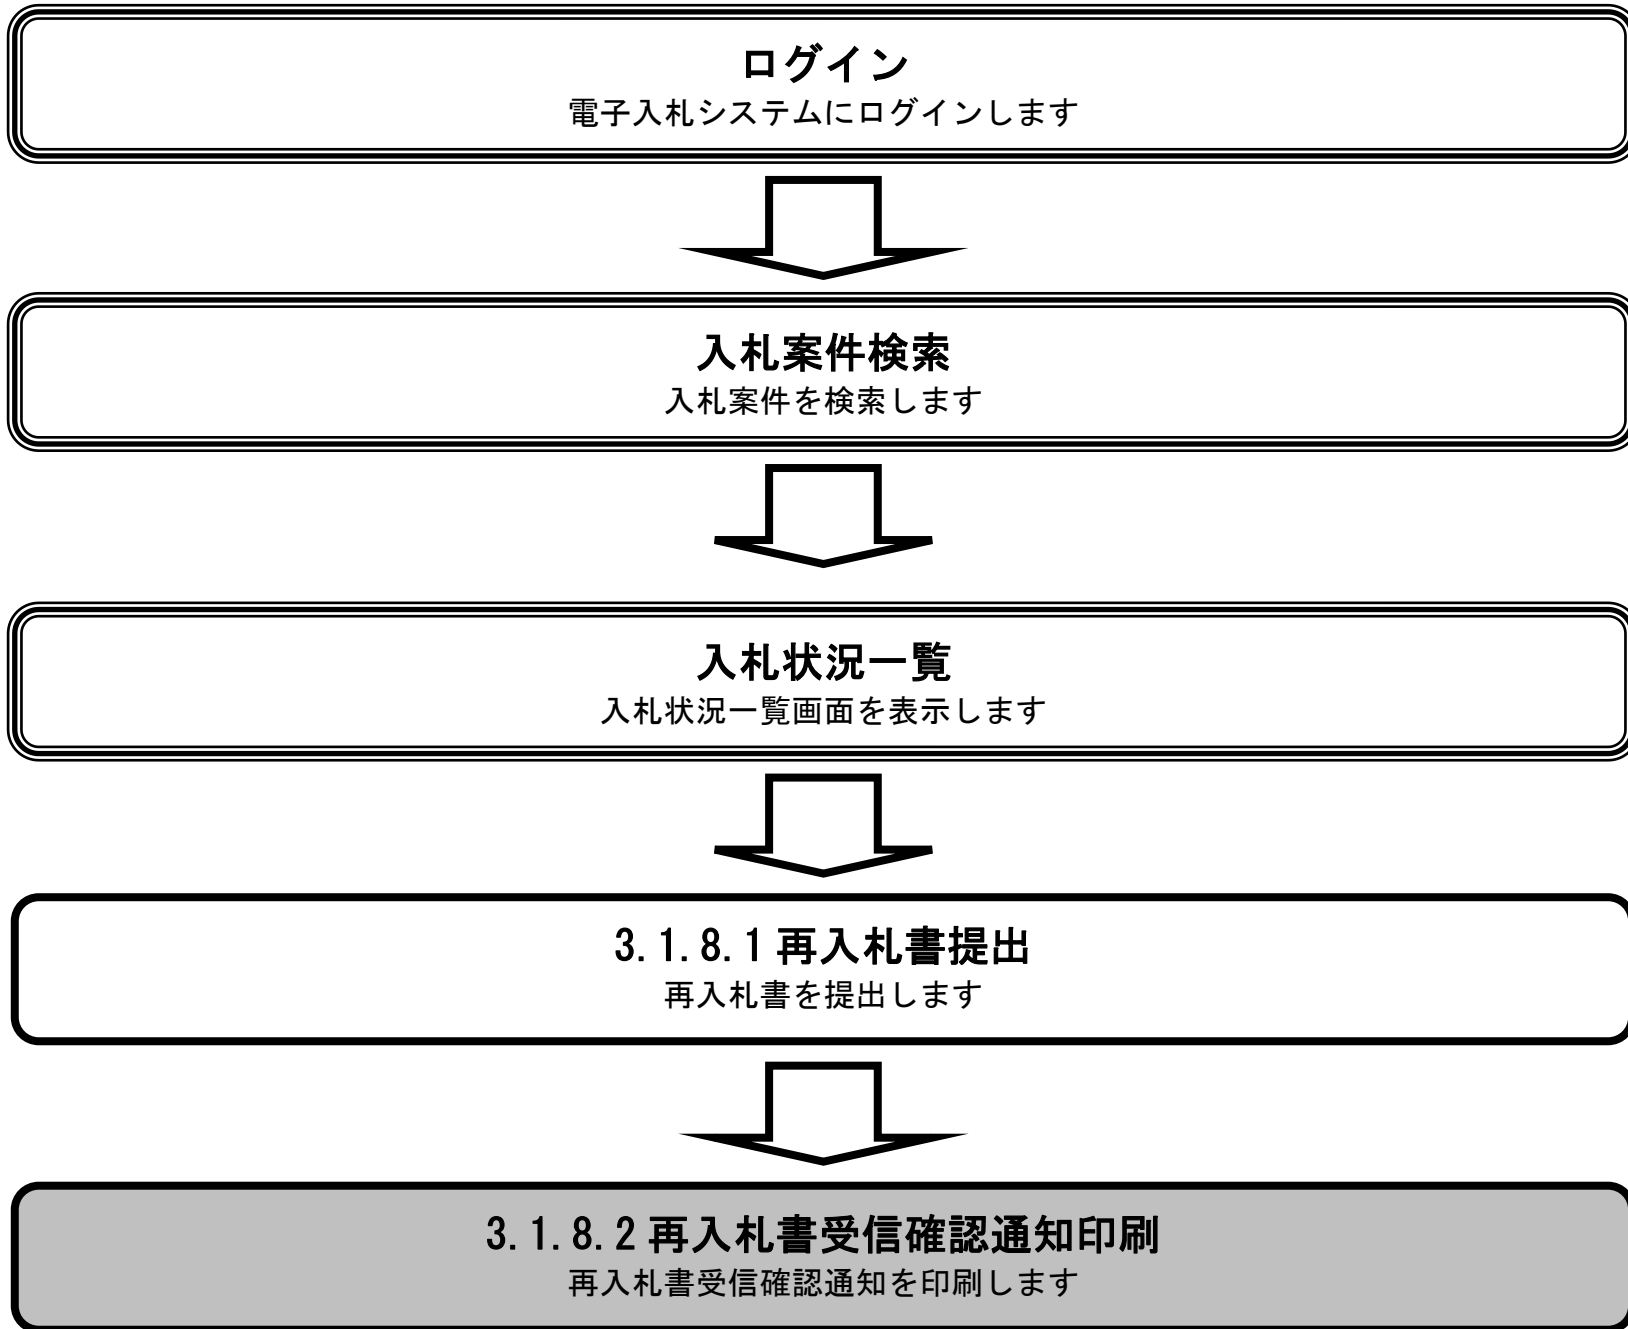 ログイン
電子入札システムにログインします
入札案件検索
入札案件を検索します
入札状況一覧
入札状況一覧画面を表示します
3.1.8.1 再入札書提出
再入札書を提出します
3.1.8.2 再入札書受信確認通知印刷
再入札書受信確認通知を印刷します